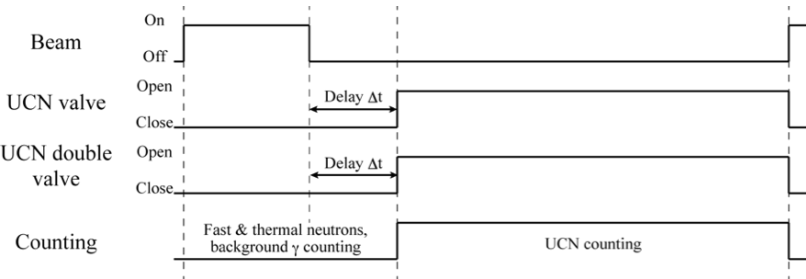 On
Beam
Off
Open
UCN valve
Delay Δt
Close
UCN double
valve
Open
Delay Δt
Close
Counting
Fast & thermal neutrons,
background γ counting
UCN counting